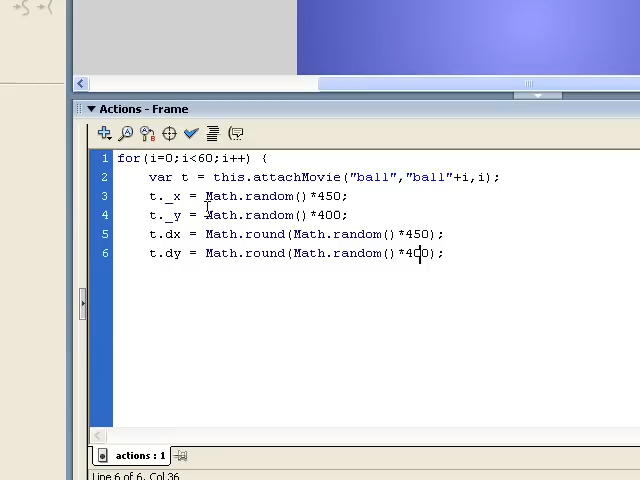 Actions - Frame
1 for(i=0;i<60;i++) {
2 var t = this.attachMovie("ball","ball"+i,i);
3 t._x = Math.random()*450;
4 t._y = Math.random()*400;
5 t.dx = Math.round(Math.random()*450);
6 t.dy = Math.round(Math.random()*400);
actions : 1
Line 6 of 6, Col 36